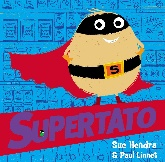 S
SUPERTATO
Sue Hendra
& Paul Linnet